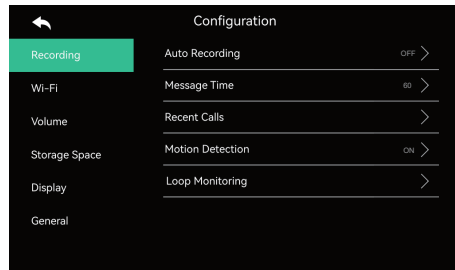 Configuration
Recording
Auto Recording OFF
Wi-Fi
Message Time 60
Volume
Recent Calls
Storage Space
Motion Detection ON
Display
Loop Monitoring
General